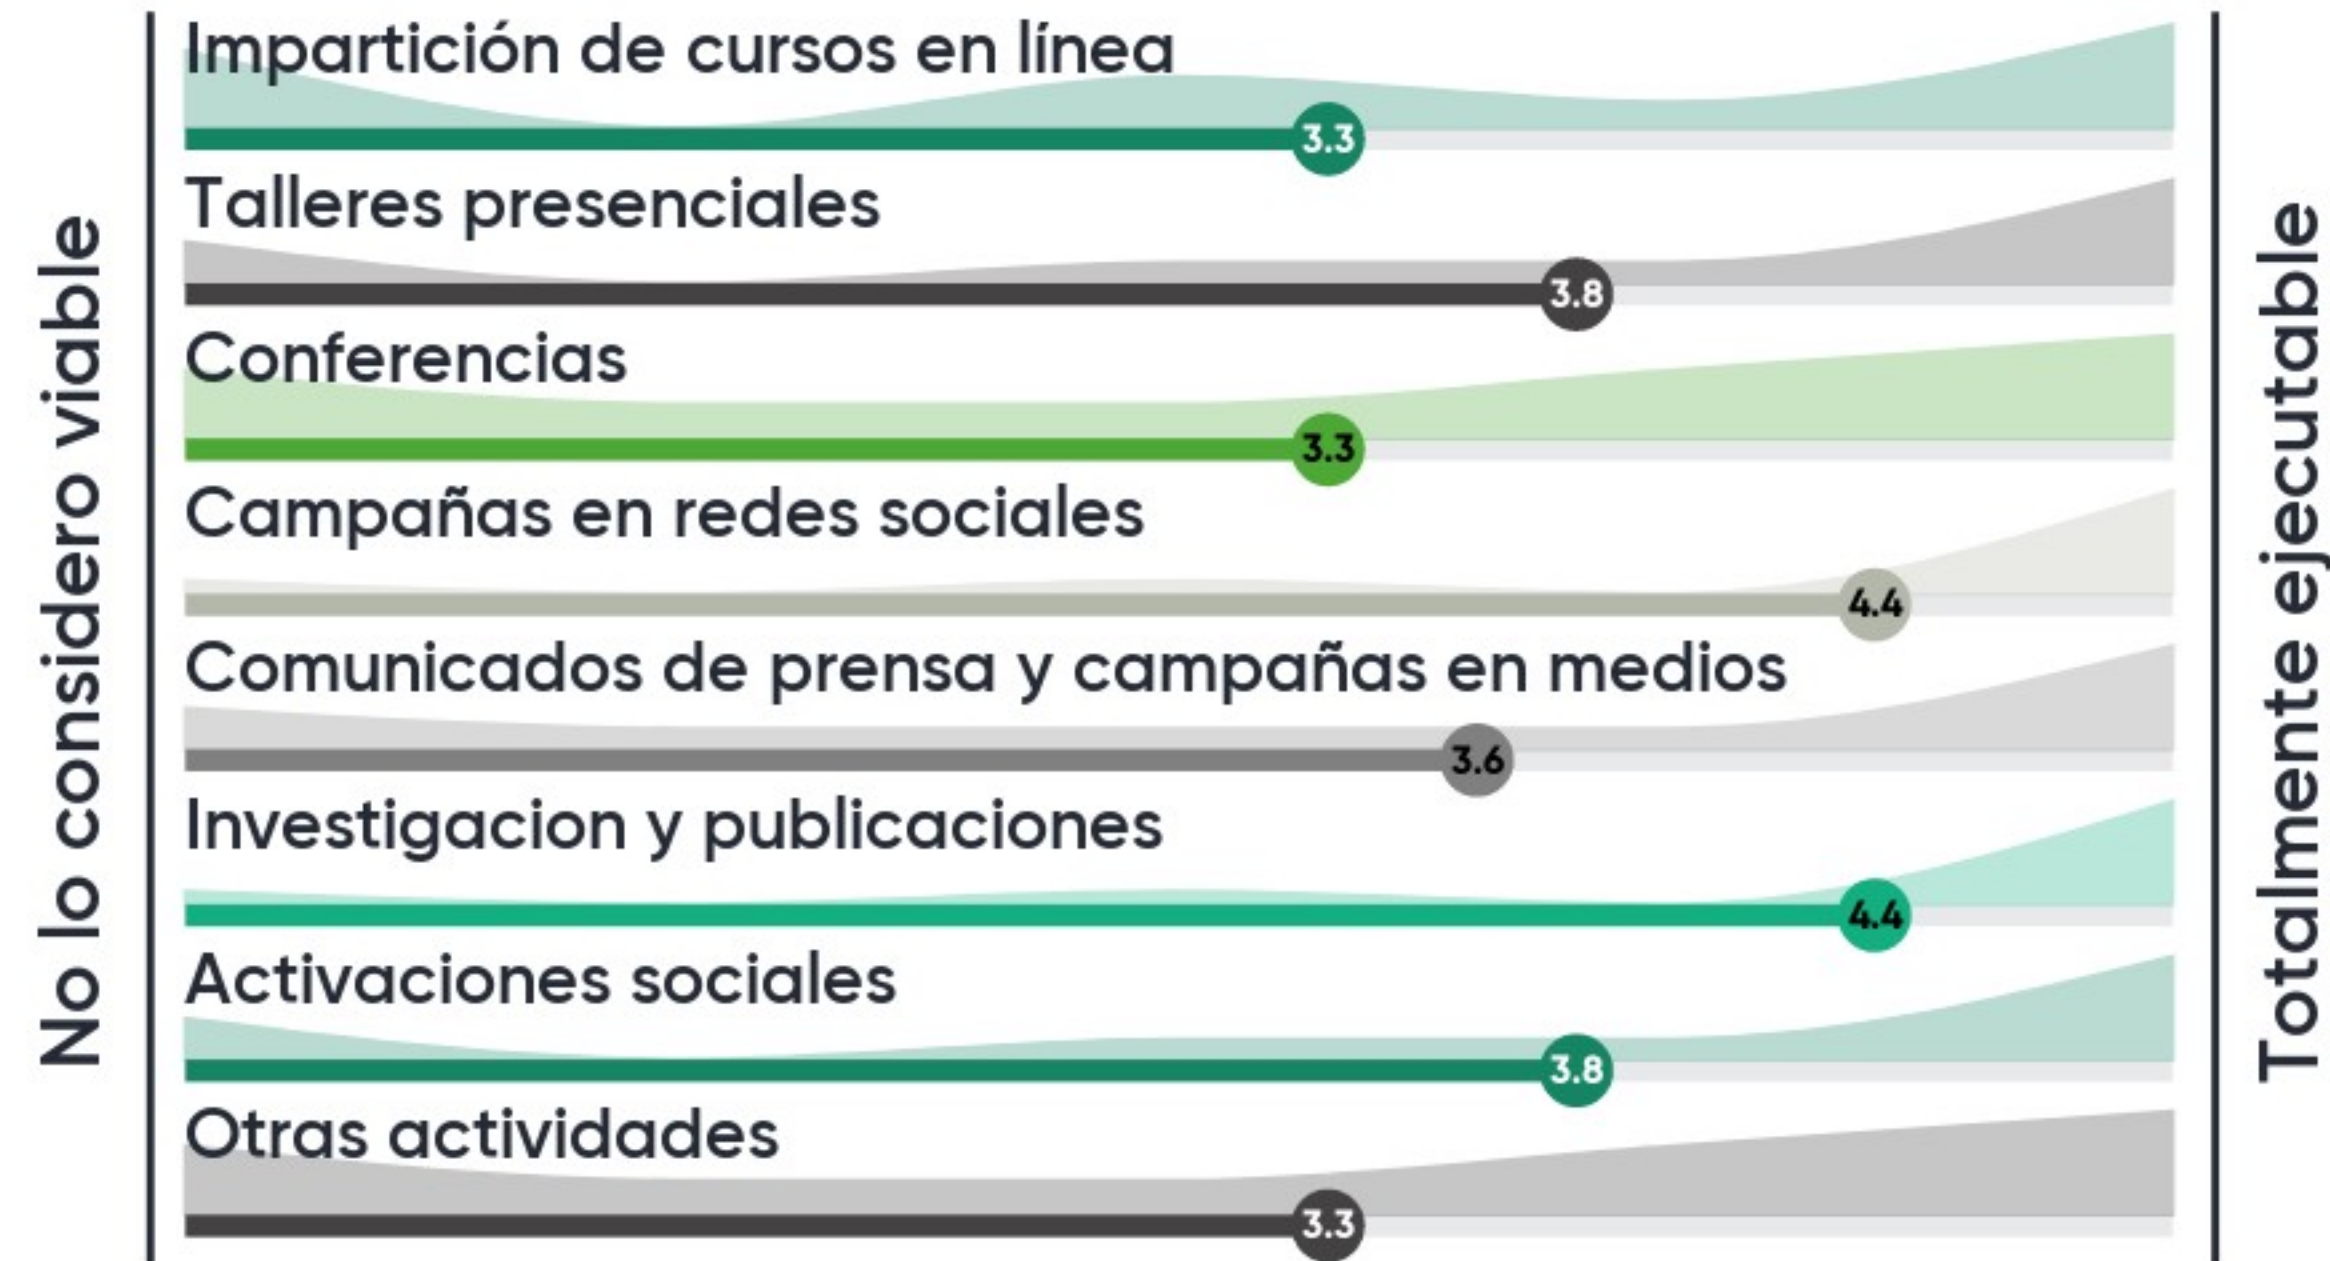 No lo considero viable
Impartición de cursos en línea
3.3
Talleres presenciales
3.8
Conferencias
3.3
Campañas en redes sociales
4.4
Comunicados de prensa y campañas en medios
3.6
Investigacion y publicaciones
4.4
Activaciones sociales
3.8
Otras actividades
3.3
Totalmente ejecutable